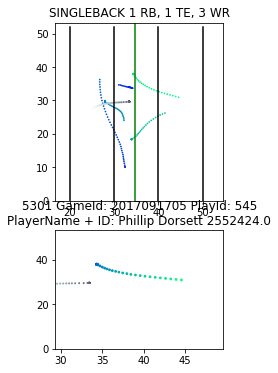 SINGLEBACK 1 RB, 1 TE, 3 WR
50
40
30
20
10
0
20 30 40 50
5301 GameId: 2017091705 PlayId: 545
PlayerName + ID: Phillip Dorsett 2552424.0
40
20
0
30 35 40 45